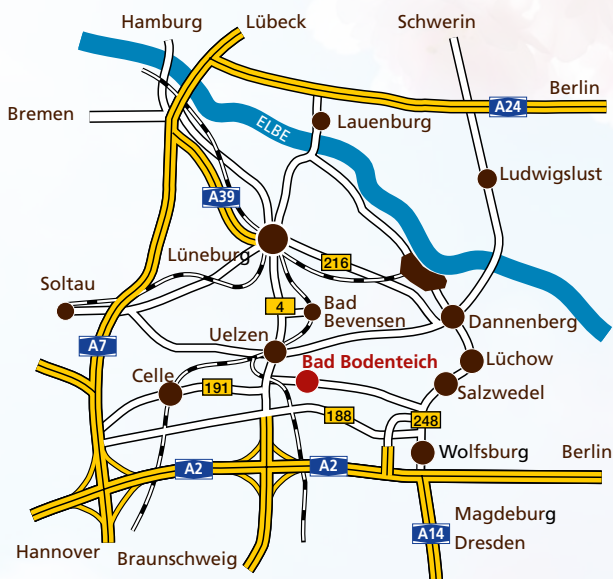 Hamburg
Lübeck
Schwerin
Berlin
A24
Bremen
ELBE
Lauenburg
Ludwigslust
A39
Lüneburg
216
Soltau
4
Bad
Bevensen
Dannenberg
A7
Uelzen
Bad Bodenteich
Lüchow
Celle
191
Salzwedel
188
248
Wolfsburg
Berlin
A2
A2
Magdeburg
Dresden
A14
Hannover
Braunschweig